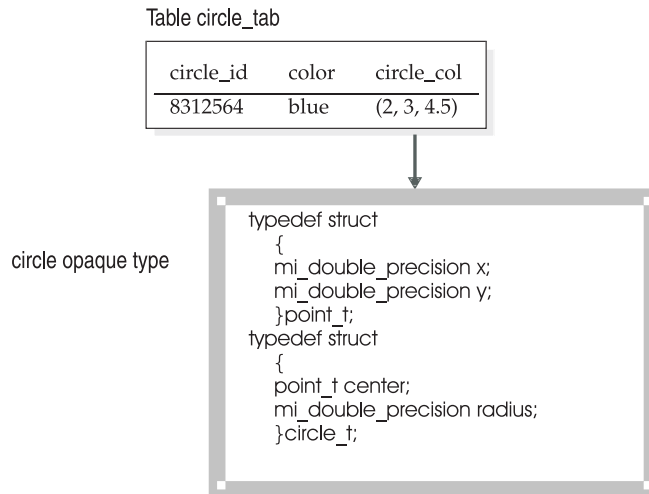 Table circle_tab
circle_id color circle_col
8312564 blue (2, 3, 4.5)
circle opaque type
typedef struct
{
mi_double_precision x;
mi_double_precision y;
}point_t;
typedef struct
{
point_t center;
mi_double_precision radius;
}circle_t;